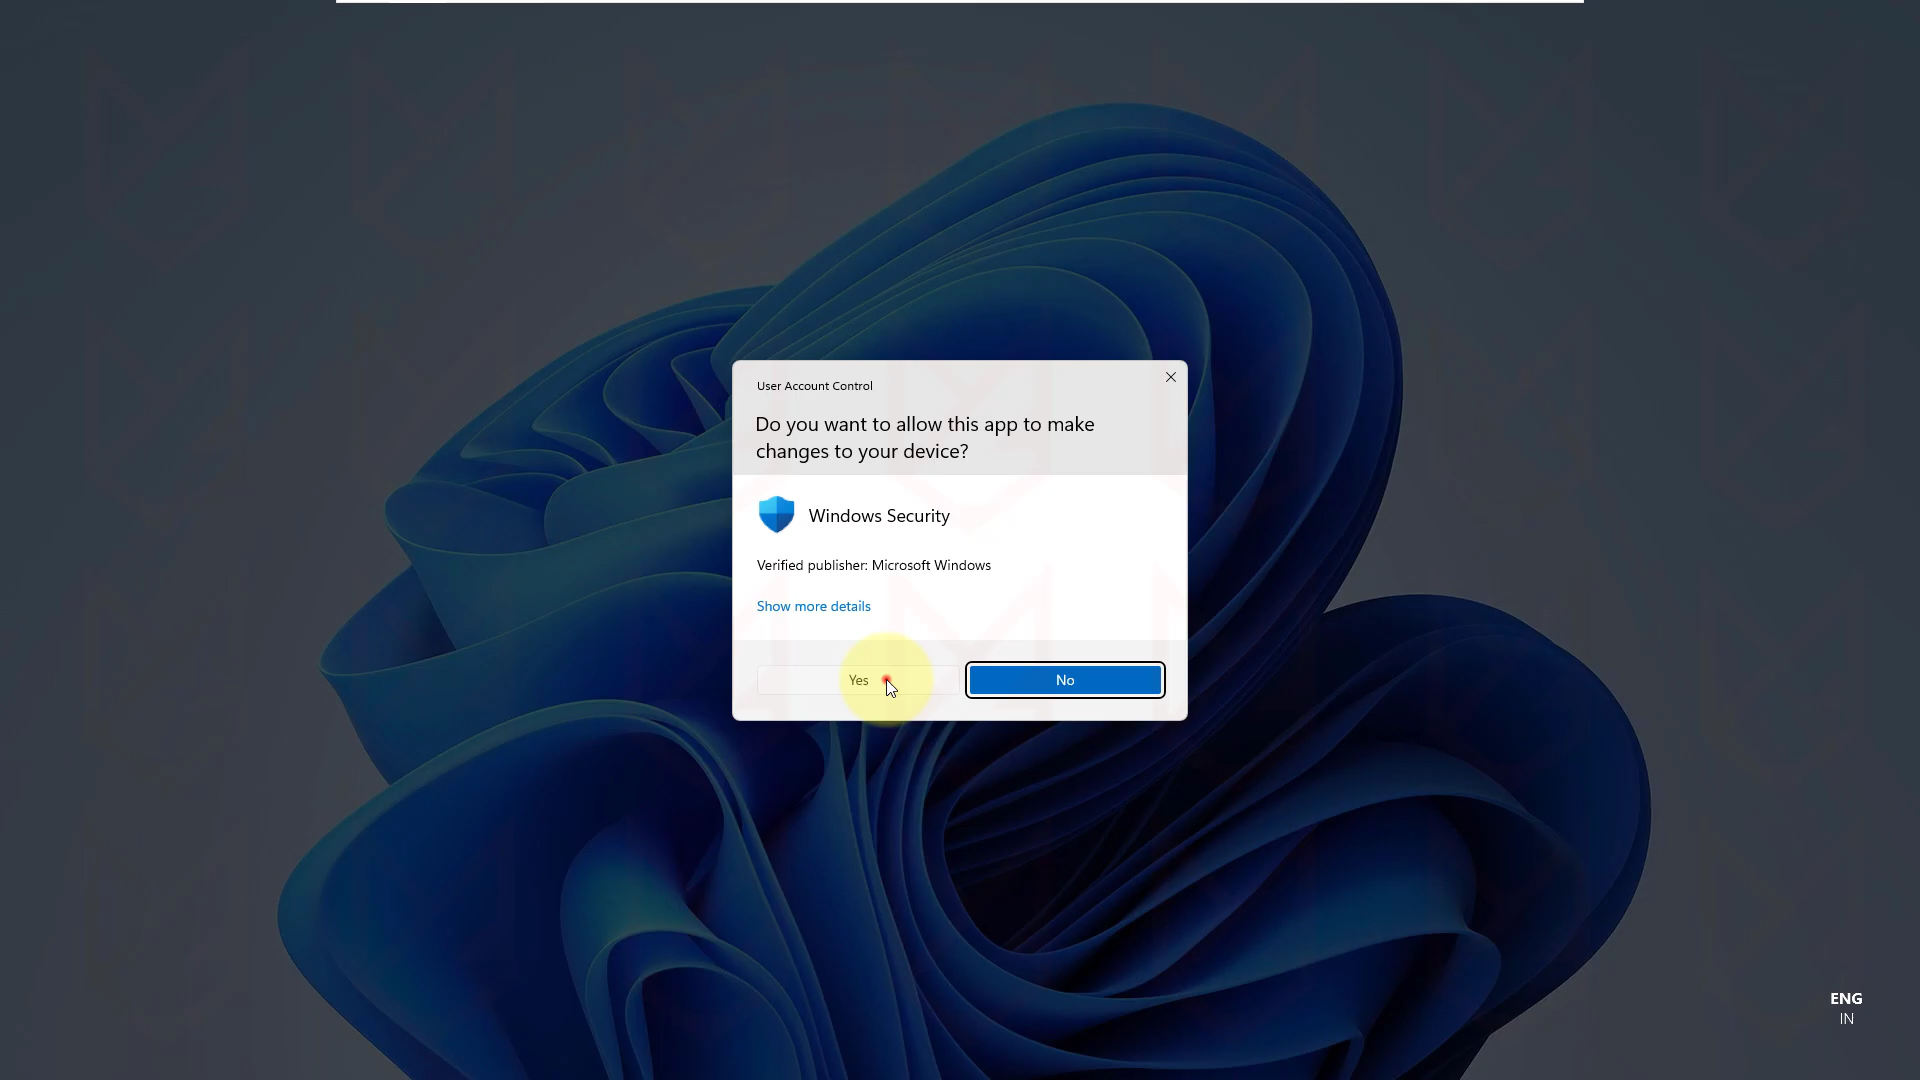 User Account Control
Do you want to allow this app to make
changes to your device?
Windows Security
Verified publisher: Microsoft Windows
Show more details
Yes
No
ENG
IN